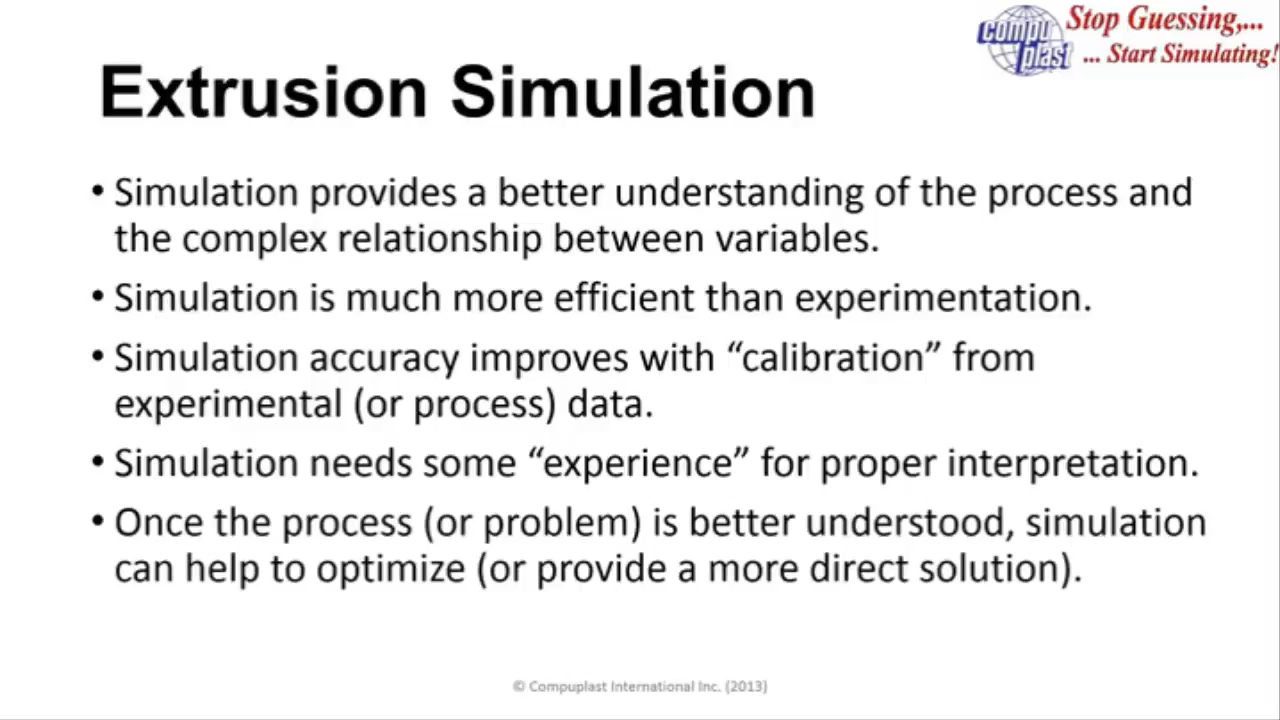 compu
plast
Stop Guessing,...
... Start Simulating!
Extrusion Simulation
• Simulation provides a better understanding of the process and
the complex relationship between variables.
• Simulation is much more efficient than experimentation.
• Simulation accuracy improves with “calibration” from
experimental (or process) data.
• Simulation needs some “experience” for proper interpretation.
• Once the process (or problem) is better understood, simulation
can help to optimize (or provide a more direct solution).
© Compuplast International Inc. (2013)